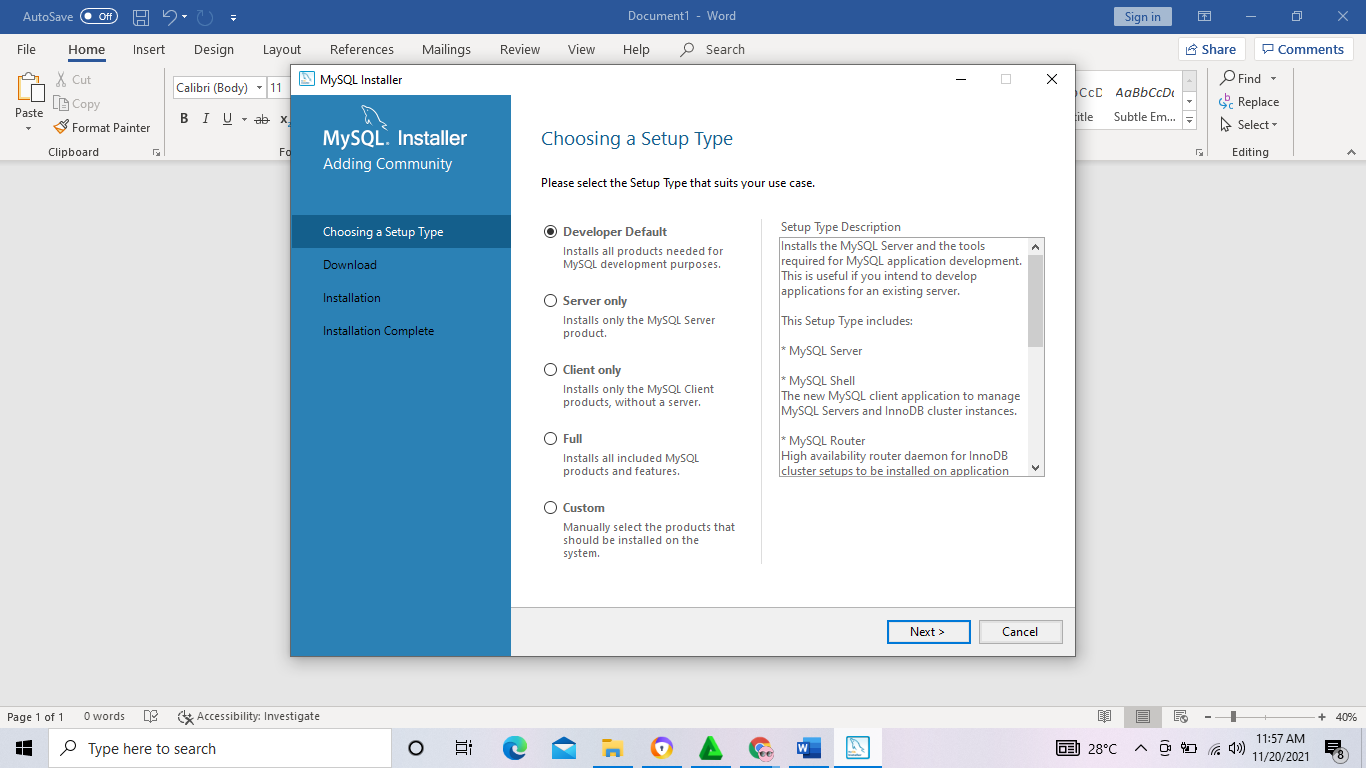 AutoSave Off
Document1 - Word
Sign in
File Home Insert Design Layout References Mailings Review View Help Search
Share Comments
Paste
Cut
Copy
Format Painter
Clipboard
Calibri (Body) 11
B I U ab
AaBbCcDc
Subtle Em...
Find
Replace
Select
Editing
MySQL Installer
MySQL Installer
Adding Community
Choosing a Setup Type
Download
Installation
Installation Complete
Choosing a Setup Type
Please select the Setup Type that suits your use case.
Developer Default
Installs all products needed for
MySQL development purposes.
Server only
Installs only the MySQL Server
product.
Client only
Installs only the MySQL Client
products, without a server.
Full
Installs all included MySQL
products and features.
Custom
Manually select the products that
should be installed on the
system.
Setup Type Description
Installs the MySQL Server and the tools
required for MySQL application development.
This is useful if you intend to develop
applications for an existing server.
This Setup Type includes:
* MySQL Server
* MySQL Shell
The new MySQL client application to manage
MySQL Servers and InnoDB cluster instances.
* MySQL Router
High availability router daemon for InnoDB
cluster setups to be installed on application
Next >
Cancel
Page 1 of 1 0 words Accessibility: Investigate
40%
Type here to search
28°C
11:57 AM
11/20/2021
8